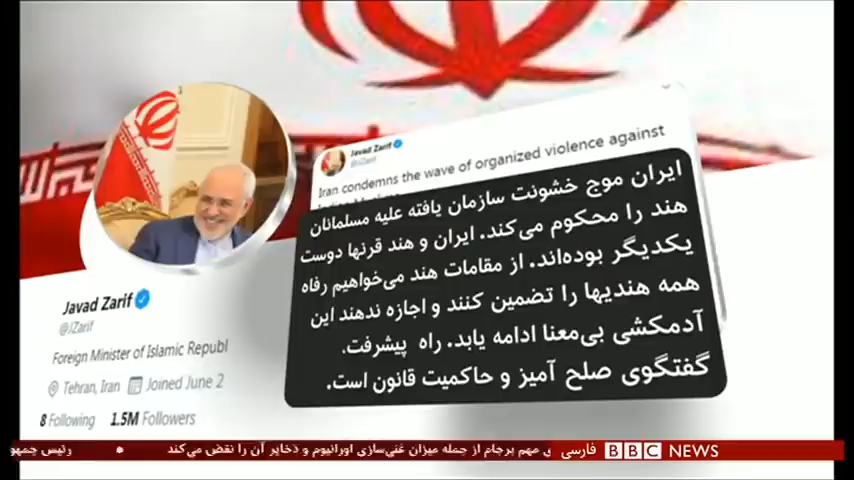 Javad Zarif
@JZarif
Iran condemns the wave of organized violence against
ایران موج خشونت سازمان یافته علیه مسلمانان
هند را محکوم می‌کند. ایران و هند قرنها دوست
یکدیگر بوده‌اند. از مقامات هند می‌خواهیم رفاه
همه هندیها را تضمین کنند و اجازه ندهند این
آدمکشی بی‌معنا ادامه یابد. راه پیشرفت،
گفتگوی صلح آمیز و حاکمیت قانون است.
Javad Zarif
@JZarif
Foreign Minister of Islamic Republ
Tehran, Iran Joined June 2
8 Following 1.5M Followers
BBC NEWS فارسی
ی مهم برجام از جمله میزان غنی‌سازی اورانیوم و ذخایر آن را نقض می‌کند • رئیس جمهو